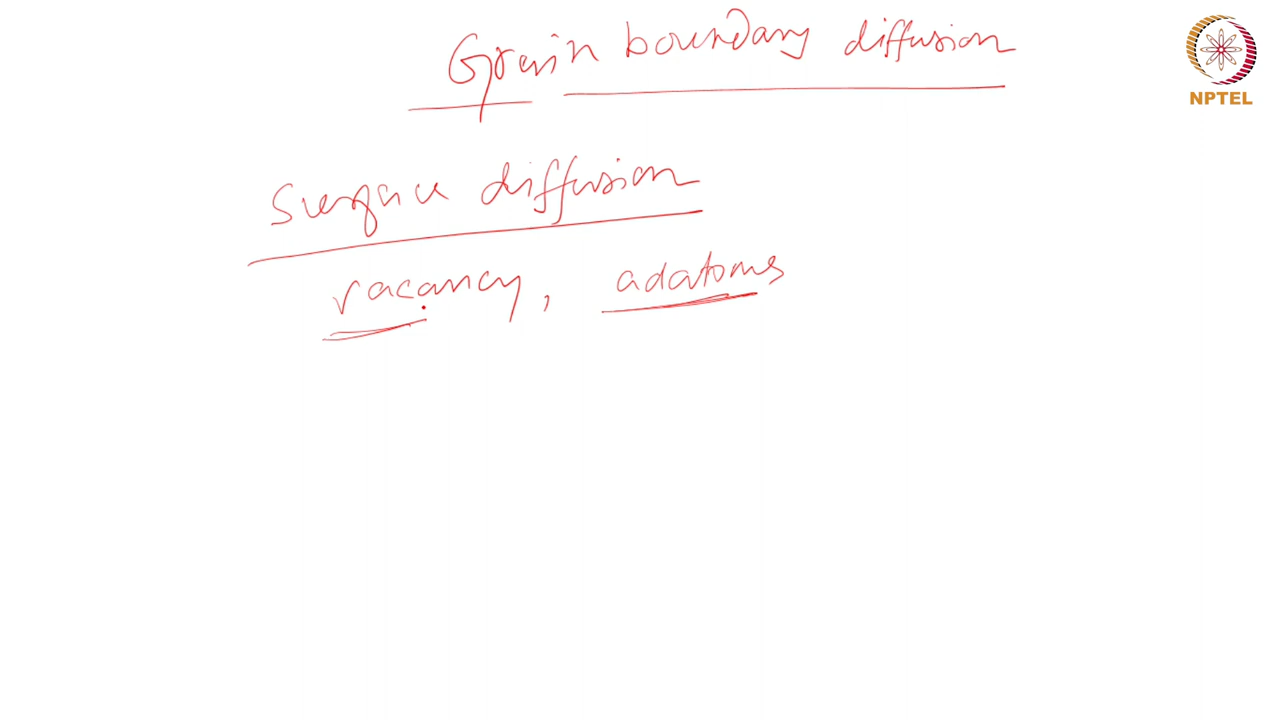 Grain boundary diffusion
NPTEL
Surface diffusion
vacancy, adatoms